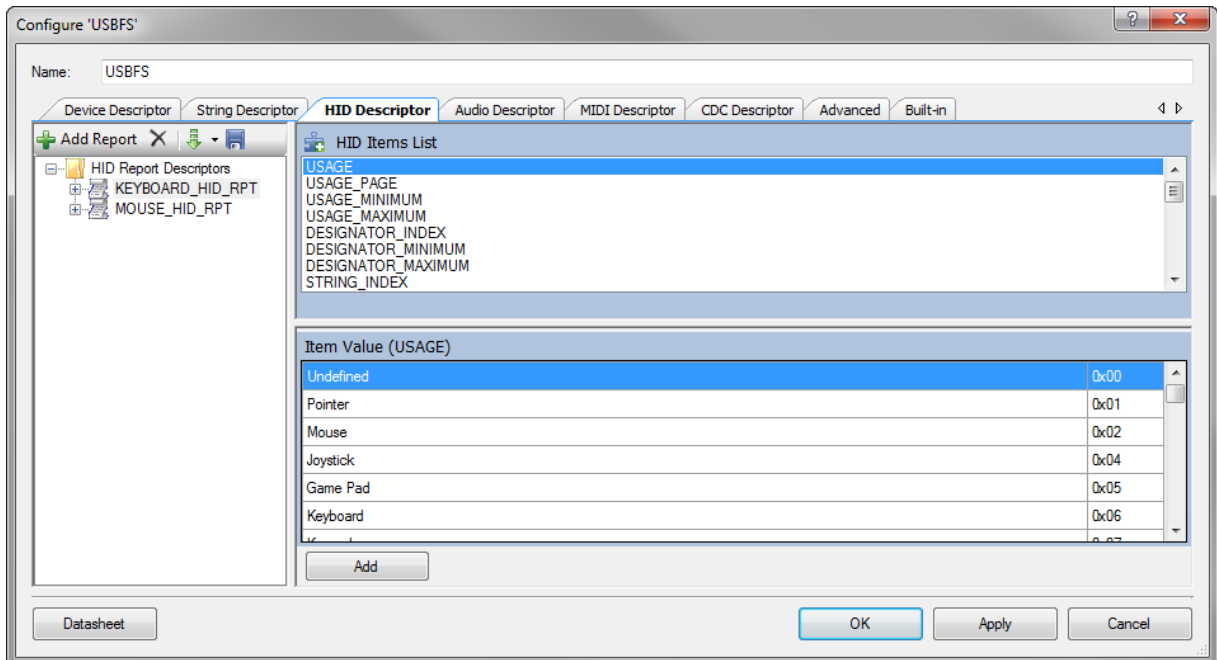 Configure 'USBFS'
Name: USBFS
Device Descriptor String Descriptor HID Descriptor Audio Descriptor MIDI Descriptor CDC Descriptor Advanced Built-in
Add Report
HID Report Descriptors
KEYBOARD_HID_RPT
MOUSE_HID_RPT
HID Items List
USAGE
USAGE_PAGE
USAGE_MINIMUM
USAGE_MAXIMUM
DESIGNATOR_INDEX
DESIGNATOR_MINIMUM
DESIGNATOR_MAXIMUM
STRING_INDEX
Item Value (USAGE)
Undefined 0x00
Pointer 0x01
Mouse 0x02
Joystick 0x04
Game Pad 0x05
Keyboard 0x06
Add
Datasheet OK Apply Cancel